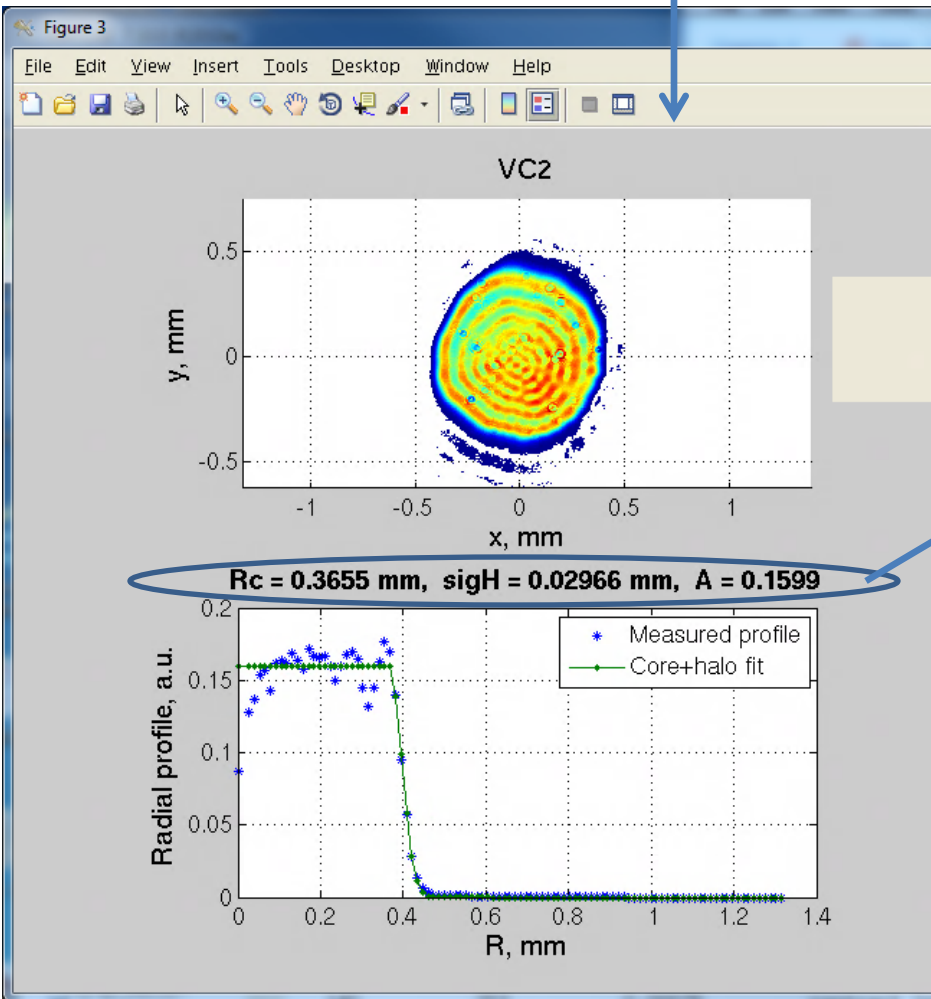 Figure 3
File Edit View Insert Tools Desktop Window Help
VC2
0.5
0
-0.5
y, mm
-1 -0.5 0 0.5 1
x, mm
Rc = 0.3655 mm, sigH = 0.02966 mm, A = 0.1599
0.2
0.15
0.1
0.05
0
Radial profile, a.u.
Measured profile
Core+halo fit
0 0.2 0.4 0.6 0.8 1 1.2 1.4
R, mm